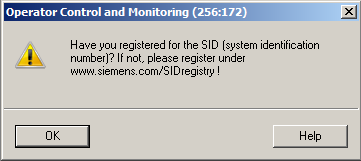 Operator Control and Monitoring (256:172)
Have you registered for the SID (system identification
number)? If not, please register under
www.siemens.com/SIDregistry !
OK
Help